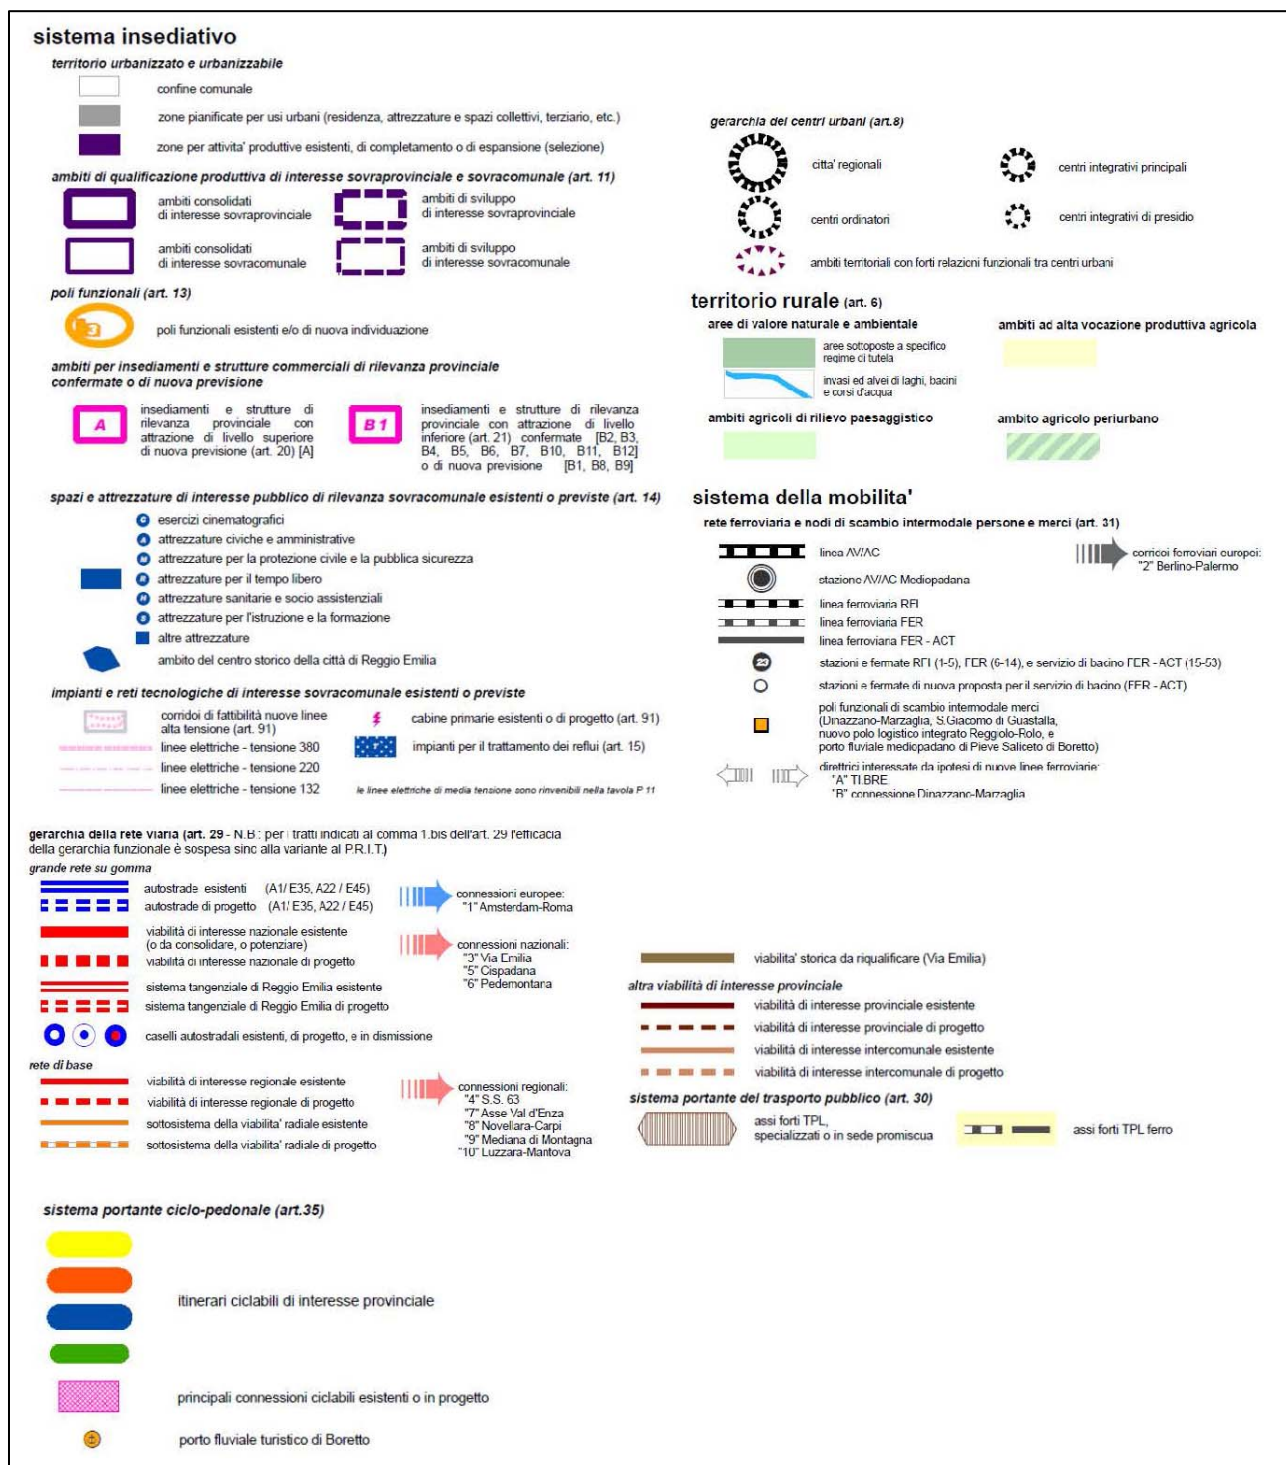 sistema insediativo
territorio urbanizzato e urbanizzabile
confine comunale
zone pianificate per usi urbani (residenza, attrezzature e spazi collettivi, terziario, etc.)
zone per attivita' produttive esistenti, di completamento o di espansione (selezione)
ambiti di qualificazione produttiva di interesse sovraprovinciale e sovracomunale (art. 11)
ambiti consolidati
di interesse sovraprovinciale
ambiti di sviluppo
di interesse sovraprovinciale
ambiti consolidati
di interesse sovracomunale
ambiti di sviluppo
di interesse sovracomunale
poli funzionali (art. 13)
3
poli funzionali esistenti e/o di nuova individuazione
ambiti per insediamenti e strutture commerciali di rilevanza provinciale
confermate o di nuova previsione
A
insediamenti e strutture di
rilevanza provinciale con
attrazione di livello superiore
di nuova previsione (art. 20) [A]
B1
insediamenti e strutture di rilevanza
provinciale con attrazione di livello
inferiore (art. 21) confermate [B2, B3,
B4, B5, B6, B7, B10, B11, B12]
o di nuova previsione [B1, B8, B9]
spazi e attrezzature di interesse pubblico di rilevanza sovracomunale esistenti o previste (art. 14)
C esercizi cinematografici
A attrezzature civiche e amministrative
M attrezzature per la protezione civile e la pubblica sicurezza
R attrezzature per il tempo libero
H attrezzature sanitarie e socio assistenziali
S attrezzature per l'istruzione e la formazione
altre attrezzature
ambito del centro storico della città di Reggio Emilia
impianti e reti tecnologiche di interesse sovracomunale esistenti o previste
corridoi di fattibilità nuove linee
alta tensione (art. 91)
linee elettriche - tensione 380
linee elettriche - tensione 220
linee elettriche - tensione 132
cabine primarie esistenti o di progetto (art. 91)
impianti per il trattamento dei reflui (art. 15)
le linee elettriche di media tensione sono rinvenibili nella tavola P 11
gerarchia dei centri urbani (art.8)
citta' regionali
centri integrativi principali
centri ordinatori
centri integrativi di presidio
ambiti territoriali con forti relazioni funzionali tra centri urbani
territorio rurale (art. 6)
aree di valore naturale e ambientale
ambiti ad alta vocazione produttiva agricola
aree sottoposte a specifico
regime di tutela
invasi ed alvei di laghi, bacini
e corsi d'acqua
ambiti agricoli di rilievo paesaggistico
ambito agricolo periurbano
sistema della mobilita'
rete ferroviaria e nodi di scambio intermodale persone e merci (art. 31)
linea AV/AC
corridoi ferroviari europei:
"2" Berlino-Palermo
stazione AV/AC Mediopadana
linea ferroviaria RFI
linea ferroviaria FER
linea ferroviaria FER - ACT
23 stazioni e fermate RFI (1-5), FER (6-14), e servizio di bacino FER - ACT (15-53)
stazioni e fermate di nuova proposta per il servizio di bacino (FER - ACT)
poli funzionali di scambio intermodale merci
(Dinazzano-Marzaglia, S.Giacomo di Guastalla,
nuovo polo logistico integrato Reggiolo-Rolo, e
porto fluviale mediopadano di Pieve Saliceto di Boretto)
direttrici interessate da ipotesi di nuove linee ferroviarie:
"A" TI.BRE
"B" connessione Dinazzano-Marzaglia
gerarchia della rete viaria (art. 29 - N.B.: per i tratti indicati al comma 1.bis dell'art. 29 l'efficacia
della gerarchia funzionale è sospesa sino alla variante al P.R.I.T.)
grande rete su gomma
autostrade esistenti (A1/ E35, A22 / E45)
autostrade di progetto (A1/ E35, A22 / E45)
connessioni europee:
"1" Amsterdam-Roma
viabilità di interesse nazionale esistente
(o da consolidare, o potenziare)
viabilità di interesse nazionale di progetto
connessioni nazionali:
"3" Via Emilia
"5" Cispadana
"6" Pedemontana
sistema tangenziale di Reggio Emilia esistente
sistema tangenziale di Reggio Emilia di progetto
caselli autostradali esistenti, di progetto, e in dismissione
rete di base
viabilità di interesse regionale esistente
viabilità di interesse regionale di progetto
sottosistema della viabilita' radiale esistente
sottosistema della viabilita' radiale di progetto
connessioni regionali:
"4" S.S. 63
"7" Asse Val d'Enza
"8" Novellara-Carpi
"9" Mediana di Montagna
"10" Luzzara-Mantova
viabilita' storica da riqualificare (Via Emilia)
altra viabilità di interesse provinciale
viabilità di interesse provinciale esistente
viabilità di interesse provinciale di progetto
viabilità di interesse intercomunale esistente
viabilità di interesse intercomunale di progetto
sistema portante del trasporto pubblico (art. 30)
assi forti TPL,
specializzati o in sede promiscua
assi forti TPL ferro
sistema portante ciclo-pedonale (art.35)
itinerari ciclabili di interesse provinciale
principali connessioni ciclabili esistenti o in progetto
porto fluviale turistico di Boretto